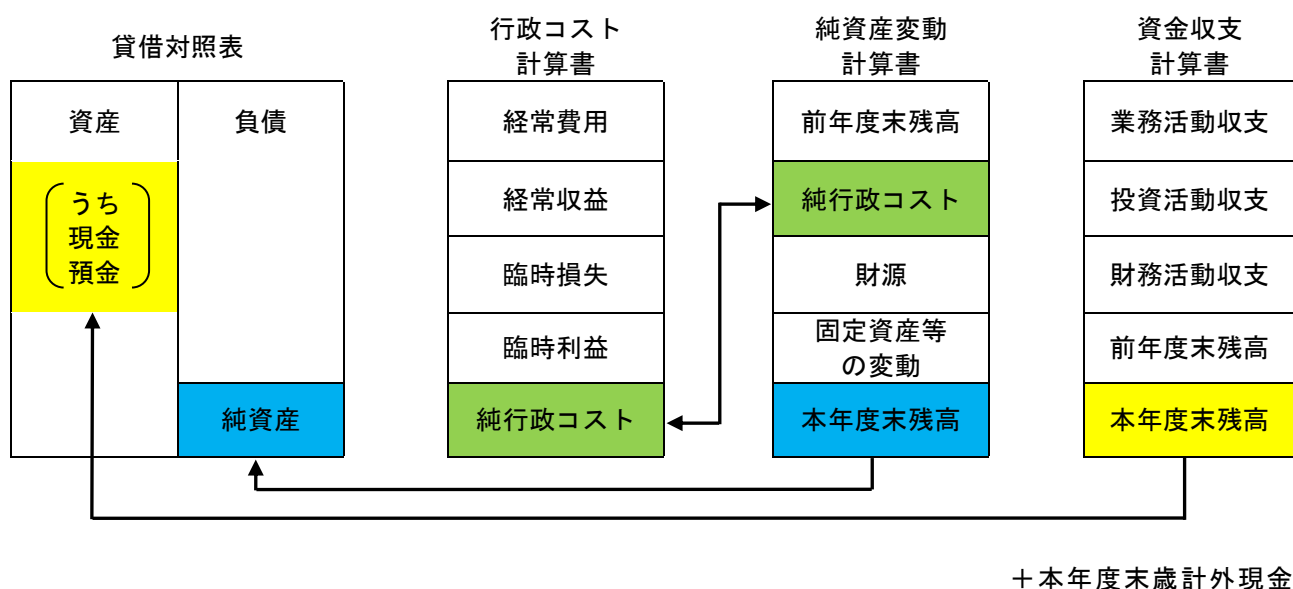 貸借対照表
資産
負債
うち
現金
預金
純資産
行政コスト
計算書
経常費用
経常収益
臨時損失
臨時利益
純行政コスト
純資産変動
計算書
前年度末残高
純行政コスト
財源
固定資産等
の変動
本年度末残高
資金収支
計算書
業務活動収支
投資活動収支
財務活動収支
前年度末残高
本年度末残高
＋本年度末歳計外現金